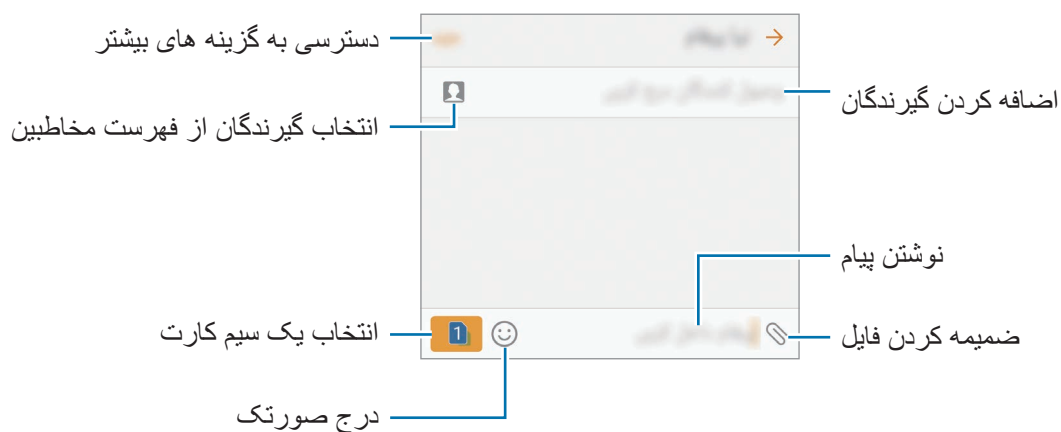 دسترسی به گزینه های بیشتر
اضافه کردن گیرندگان
انتخاب گیرندگان از فهرست مخاطبین
نوشتن پیام
ضمیمه کردن فایل
انتخاب یک سیم کارت
1
درج صورتک